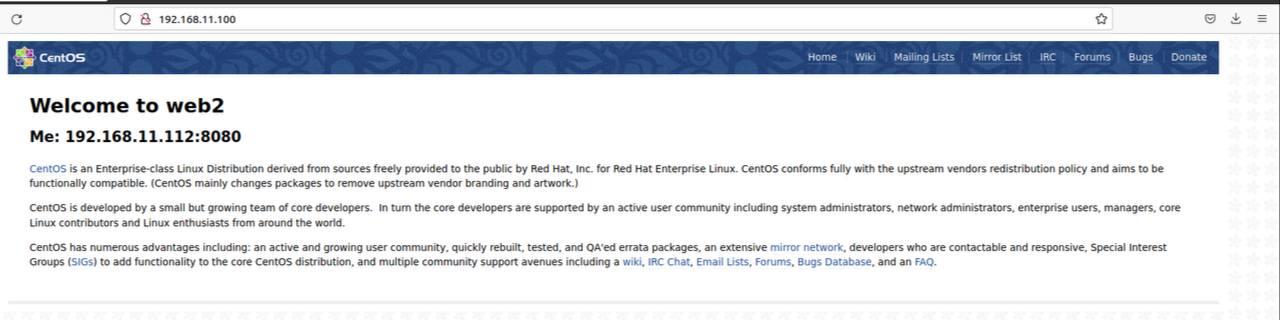 192.168.11.100
CentOS
Home Wiki Mailing Lists Mirror List IRC Forums Bugs Donate
Welcome to web2
Me: 192.168.11.112:8080
CentOS is an Enterprise-class Linux Distribution derived from sources freely provided to the public by Red Hat, Inc. for Red Hat Enterprise Linux. CentOS conforms fully with the upstream vendors redistribution policy and aims to be
functionally compatible. (CentOS mainly changes packages to remove upstream vendor branding and artwork.)
CentOS is developed by a small but growing team of core developers. In turn the core developers are supported by an active user community including system administrators, network administrators, enterprise users, managers, core
Linux contributors and Linux enthusiasts from around the world.
CentOS has numerous advantages including: an active and growing user community, quickly rebuilt, tested, and QA'ed errata packages, an extensive mirror network, developers who are contactable and responsive, Special Interest
Groups (SIGs) to add functionality to the core CentOS distribution, and multiple community support avenues including a wiki, IRC Chat, Email Lists, Forums, Bugs Database, and an FAQ.